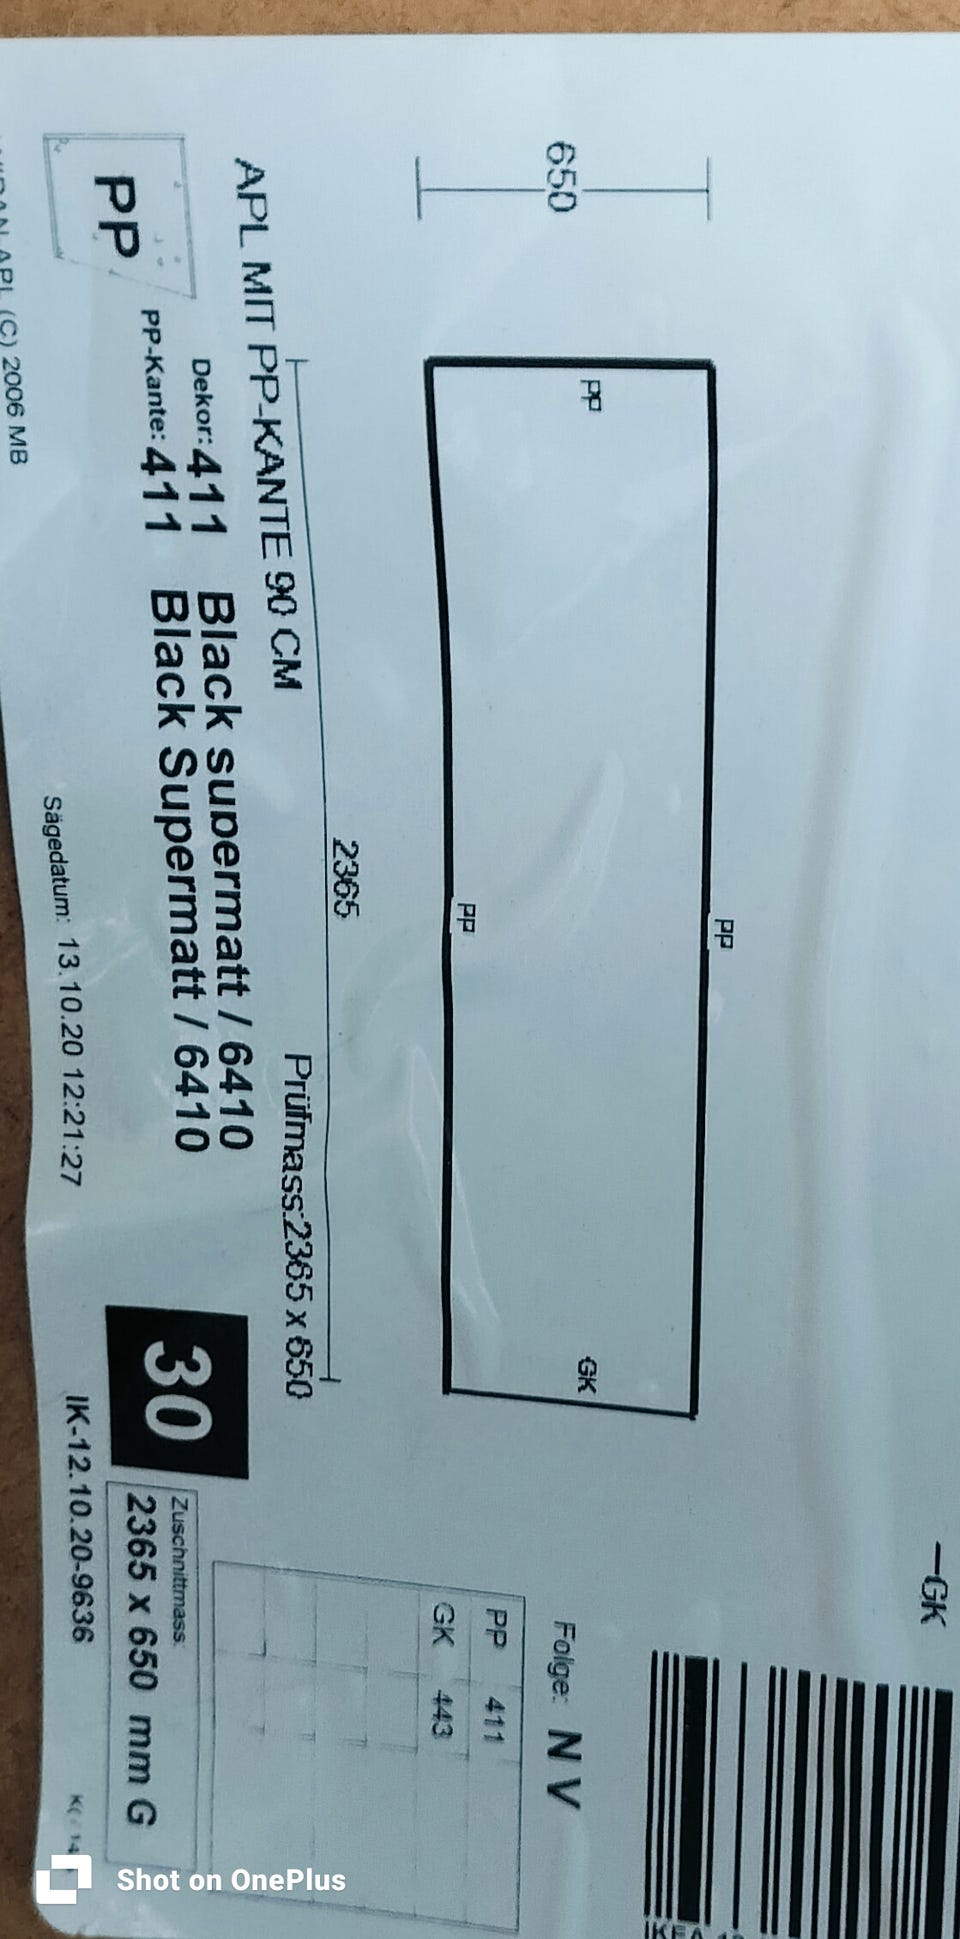 —GK
Folge: N V
PP 411
GK 443
650
PP
PP
GK
PP
2365
APL MIT PP-KANTE 90 CM
Prüfmass:2365 x 650
PP
Dekor: 411 Black supermatt / 6410
PP-Kante: 411 Black Supermatt / 6410
30
Zuschnittmass:
2365 x 650 mm G
APL (C) 2006 MB
Sägedatum: 13.10.20 12:21:27
IK-12.10.20-9636
Shot on OnePlus